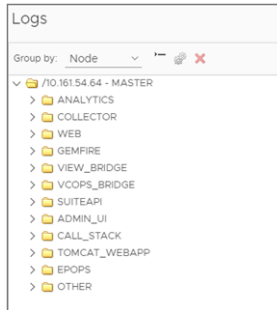 Logs
Group by: Node
/10.161.54.64 - MASTER
ANALYTICS
COLLECTOR
WEB
GEMFIRE
VIEW_BRIDGE
VCOPS_BRIDGE
SUITEAPI
ADMIN_UI
CALL_STACK
TOMCAT_WEBAPP
EPOPS
OTHER